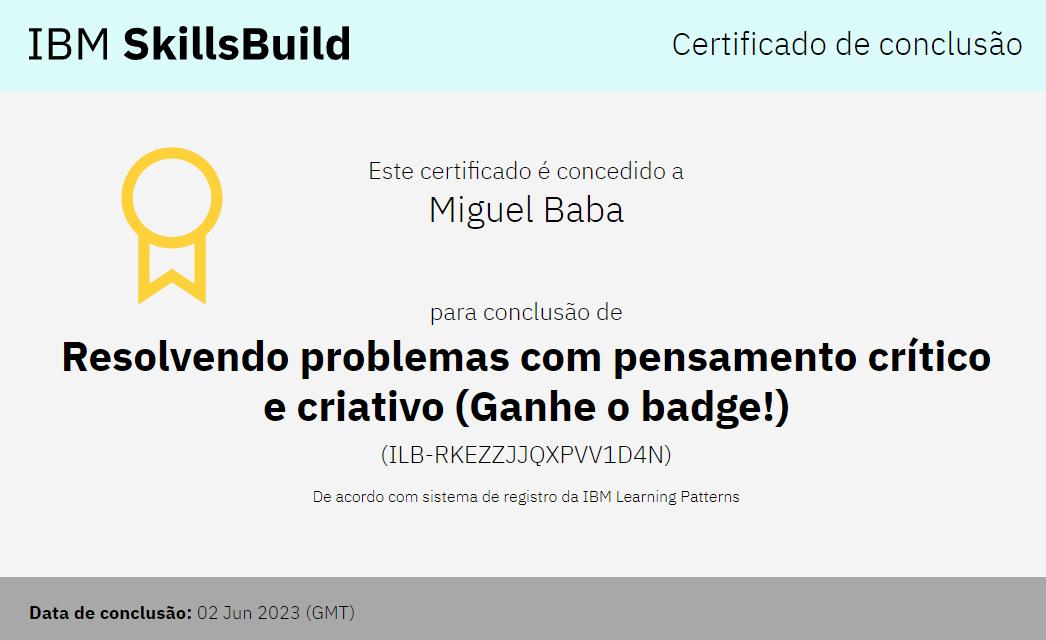 IBM SkillsBuild
Certificado de conclusão
Este certificado é concedido a
Miguel Baba
para conclusão de
Resolvendo problemas com pensamento crítico
e criativo (Ganhe o badge!)
(ILB-RKEZZJJQXPVV1D4N)
De acordo com sistema de registro da IBM Learning Patterns
Data de conclusão: 02 Jun 2023 (GMT)